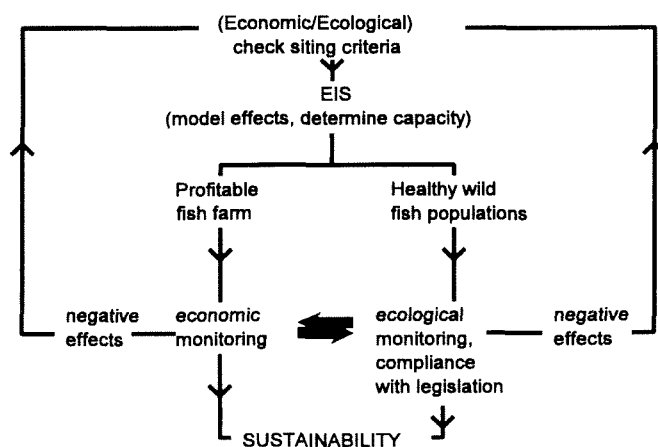 (Economic/Ecological)
check siting criteria
EIS
(model effects, determine capacity)
Profitable
fish farm
Healthy wild
fish populations
negative
effects
economic
monitoring
ecological
monitoring,
compliance
with legislation
negative
effects
SUSTAINABILITY